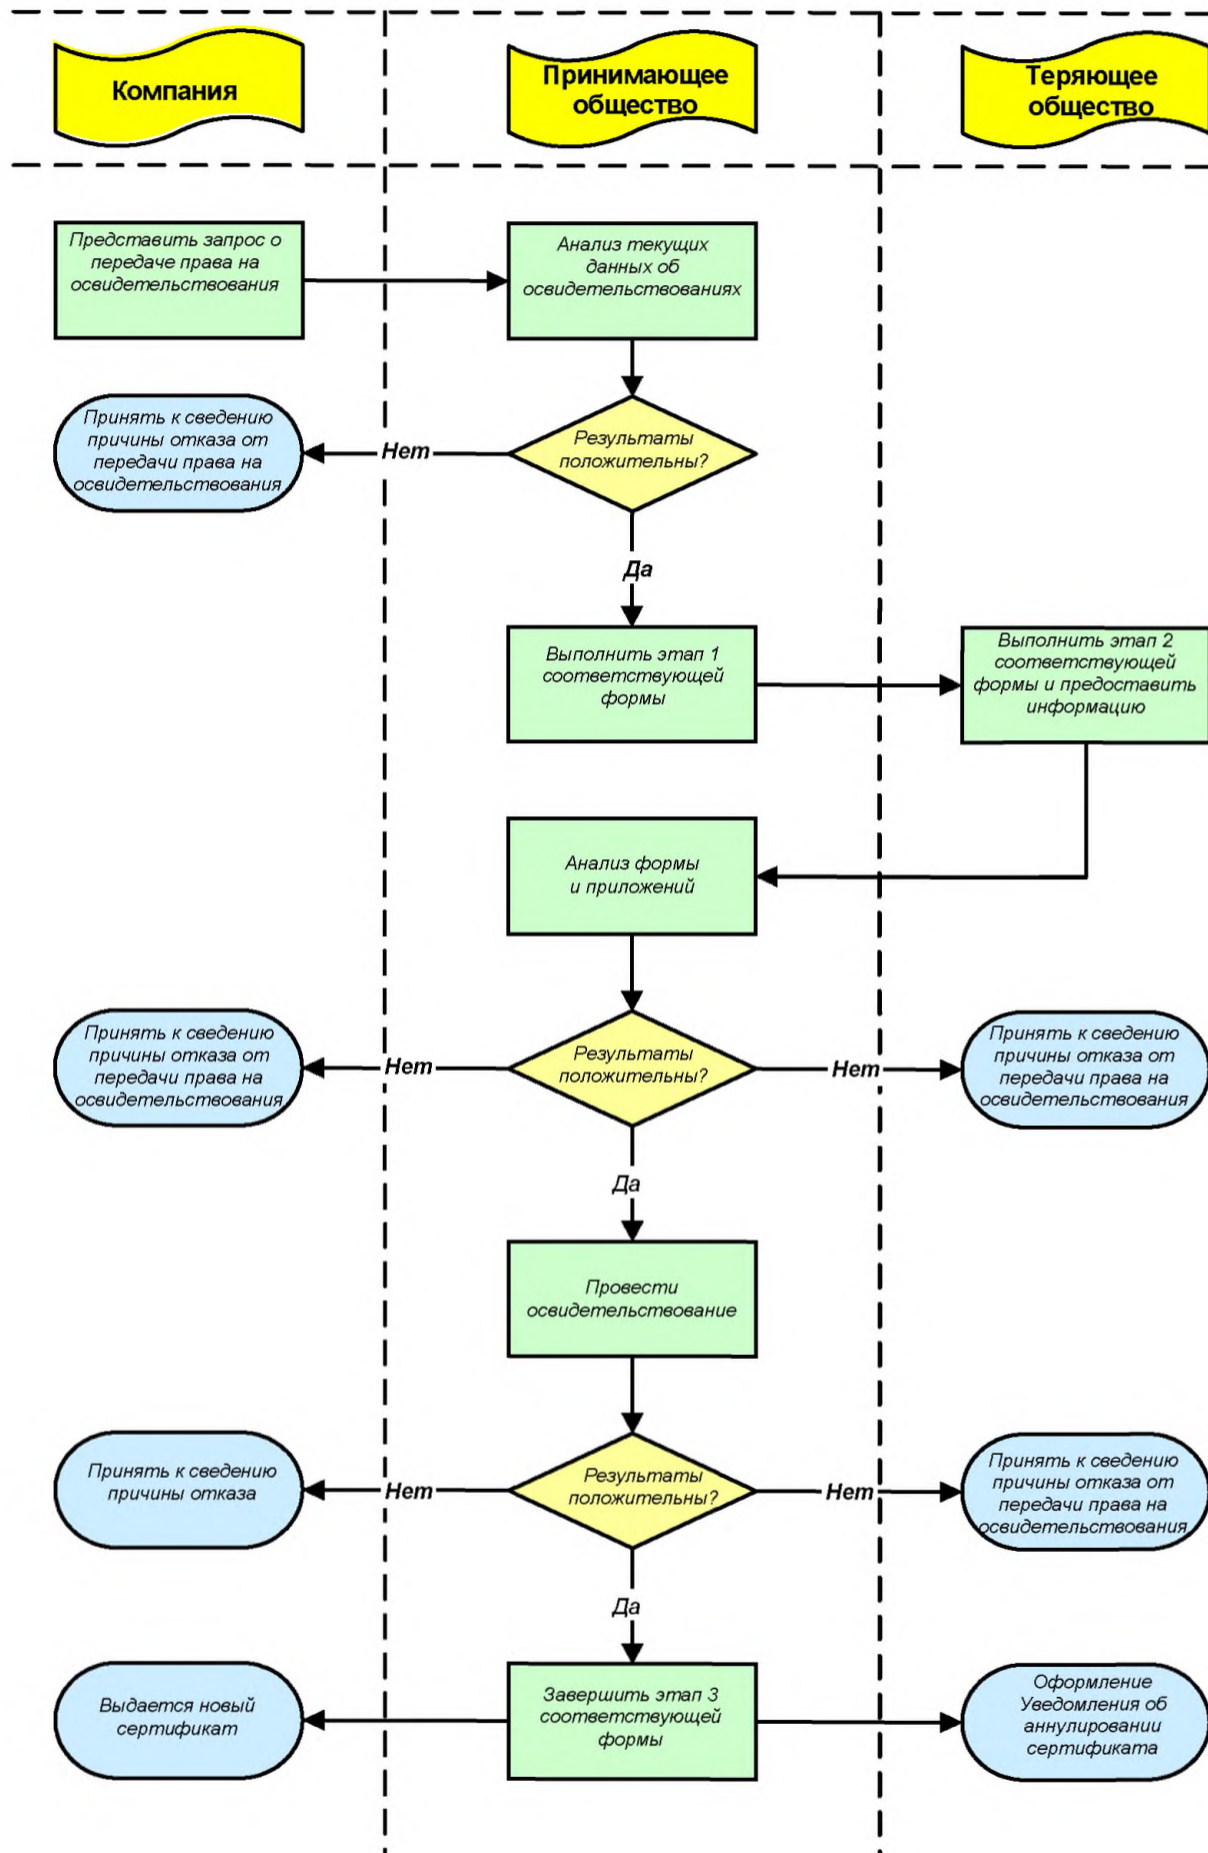 Компания
Принимающее
общество
Теряющее
общество
Представить запрос о
передаче права на
освидетельствования
Анализ текущих
данных об
освидетельствованиях
Принять к сведению
причины отказа от
передачи права на
освидетельствования
Нет
Результаты
положительны?
Да
Выполнить этап 1
соответствующей
формы
Выполнить этап 2
соответствующей
формы и предоставить
информацию
Анализ формы
и приложений
Принять к сведению
причины отказа от
передачи права на
освидетельствования
Нет
Результаты
положительны?
Нет
Принять к сведению
причины отказа от
передачи права на
освидетельствования
Да
Провести
освидетельствование
Принять к сведению
причины отказа
Нет
Результаты
положительны?
Нет
Принять к сведению
причины отказа от
передачи права на
освидетельствования
Да
Выдается новый
сертификат
Завершить этап 3
соответствующей
формы
Оформление
Уведомления об
аннулировании
сертификата